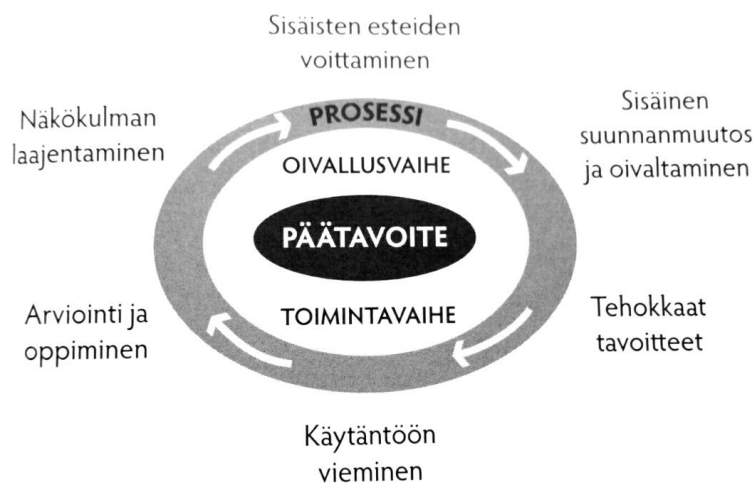 Sisäisten esteiden
voittaminen
Näkökulman
laajentaminen
PROSESSI
Sisäinen
suunnanmuutos
ja oivaltaminen
OIVALLUSVAIHE
PÄÄTAVOITE
TOIMINTAVAIHE
Arviointi ja
oppiminen
Tehokkaat
tavoitteet
Käytäntöön
vieminen